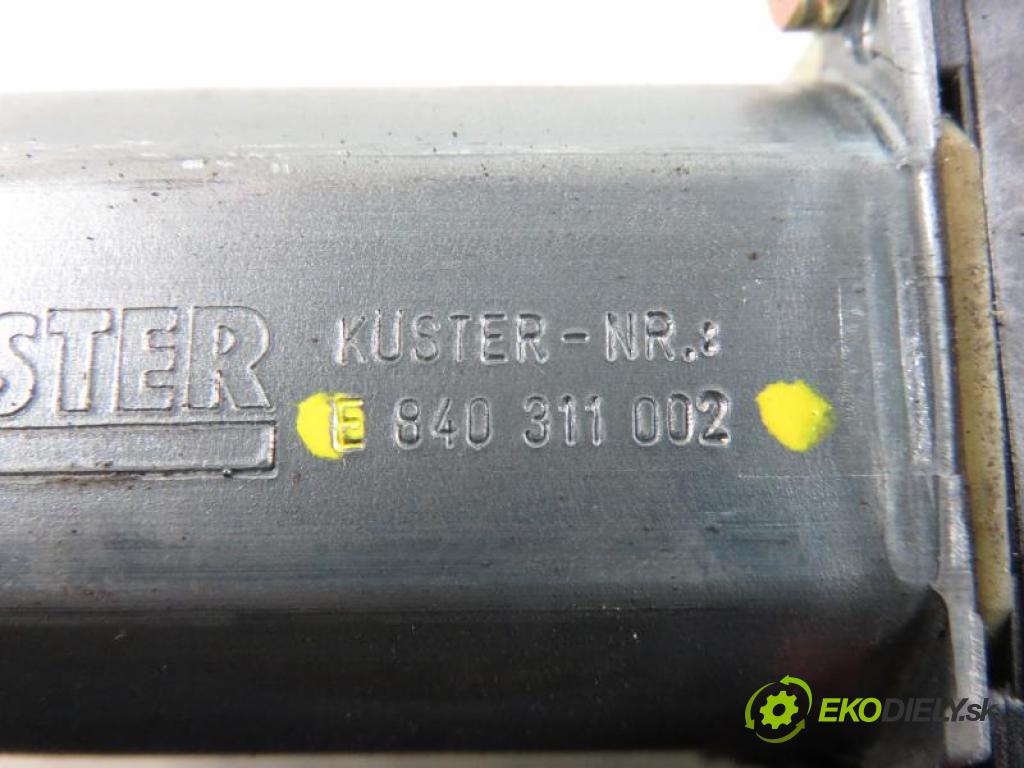 STER
KUSTER-NR.:
E 840 311 002
EKODIELY.sk